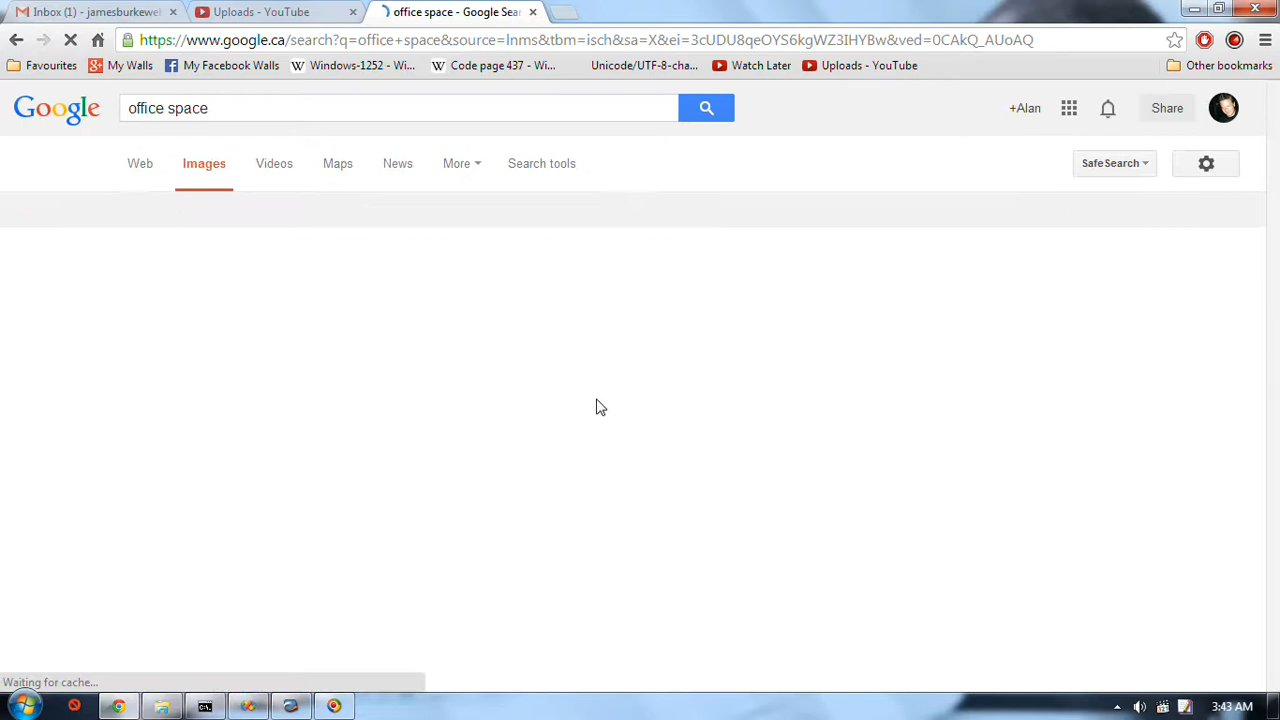 Inbox (1) - jamesburkewel
Uploads - YouTube
office space - Google Sea
https://www.google.ca/search?q=office+space&source=lnms&tbm=isch&sa=X&ei=3cUDU8qeOYS6kgWZ3IHYBw&ved=0CAkQ_AUoAQ
Favourites
My Walls
My Facebook Walls
Windows-1252 - Wi...
Code page 437 - Wi...
Unicode/UTF-8-cha...
Watch Later
Uploads - YouTube
Other bookmarks
Google
office space
+Alan
Share
Web
Images
Videos
Maps
News
More
Search tools
SafeSearch
Waiting for cache...
3:43 AM